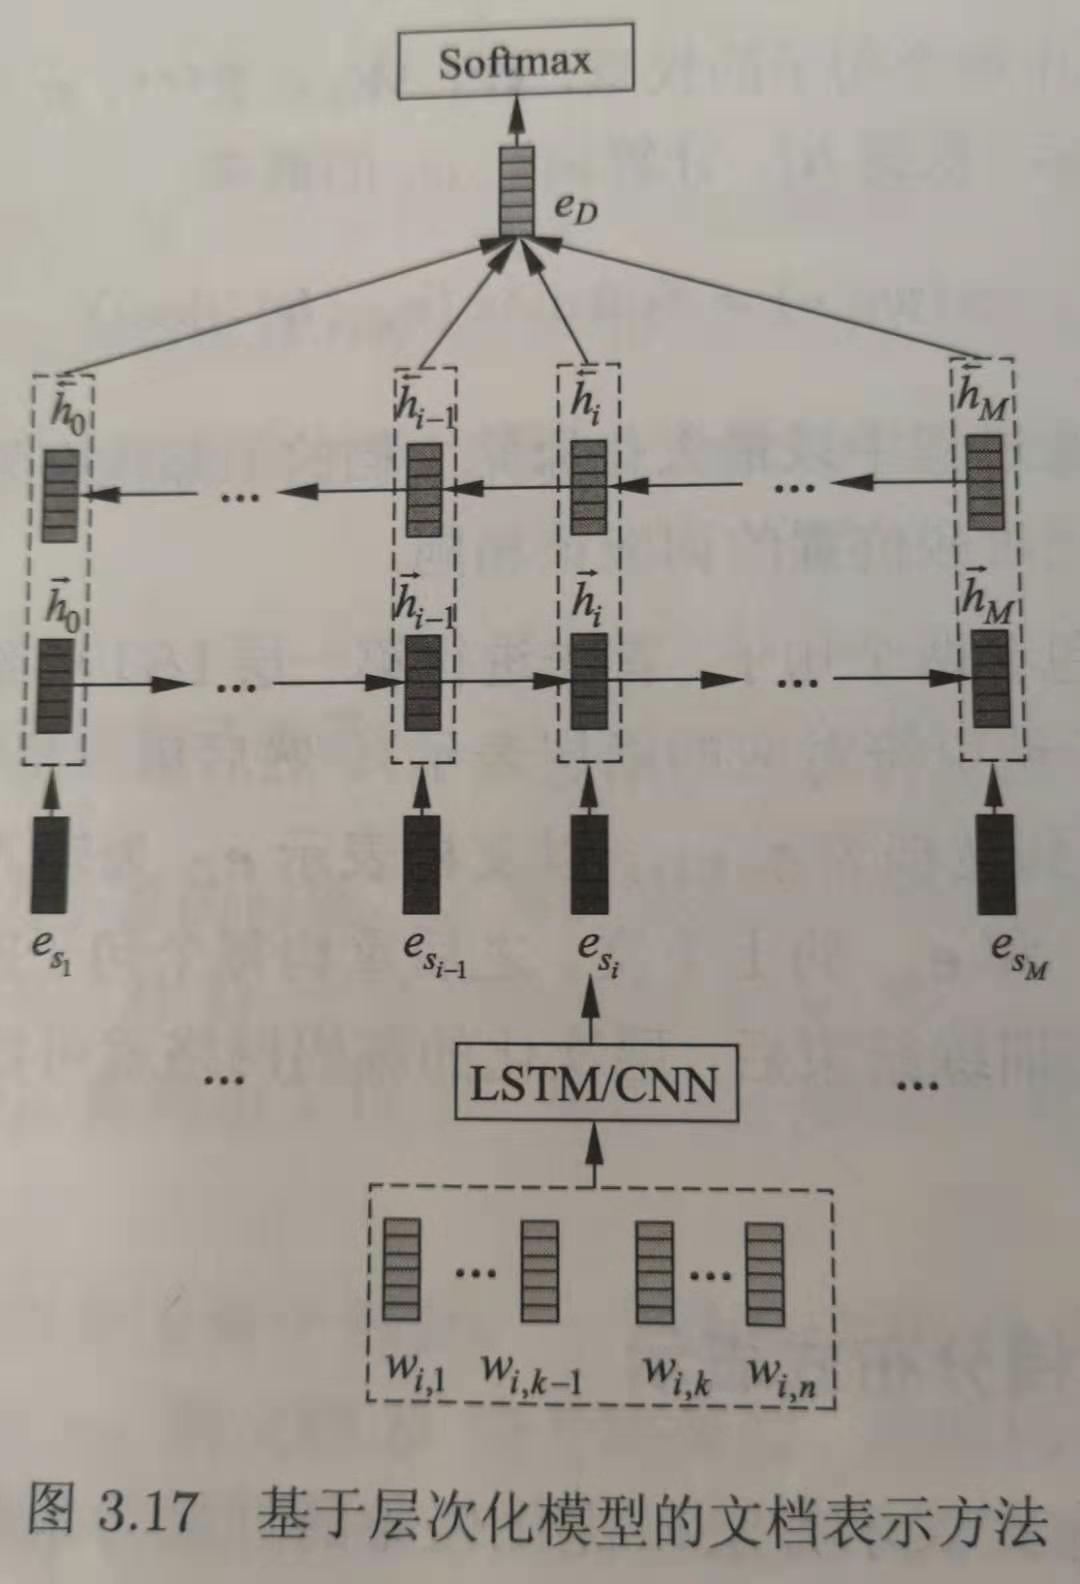 Softmax
e_D
\overleftarrow{h}_0 \overleftarrow{h}_{i-1} \overleftarrow{h}_i \overleftarrow{h}_M
... ...
\vec{h}_0 \vec{h}_{i-1} \vec{h}_i \vec{h}_M
... ...
e_{s_1} e_{s_{i-1}} e_{s_i} e_{s_M}
... LSTM/CNN ...
... ...
w_{i,1} w_{i,k-1} w_{i,k} w_{i,n}
图 3.17 基于层次化模型的文档表示方法